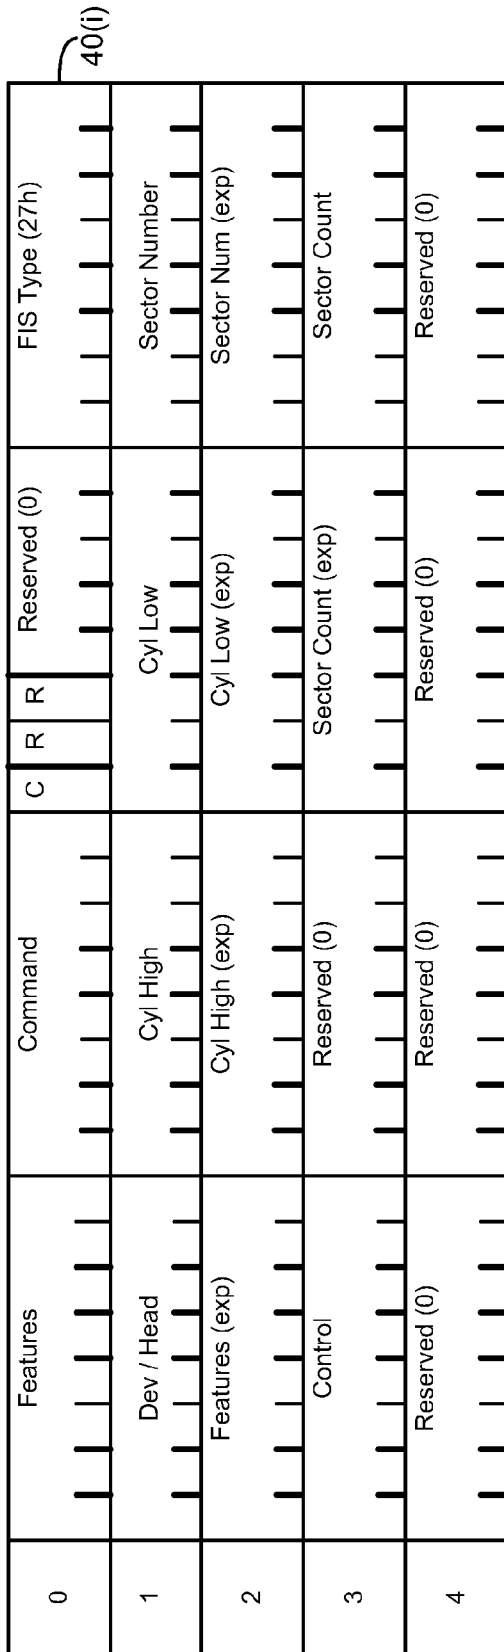 40(i)
0 Features Command C R R Reserved (0) FIS Type (27h)
1 Dev / Head Cyl High Cyl Low Sector Number
2 Features (exp) Cyl High (exp) Cyl Low (exp) Sector Num (exp)
3 Control Reserved (0) Sector Count (exp) Sector Count
4 Reserved (0) Reserved (0) Reserved (0) Reserved (0)